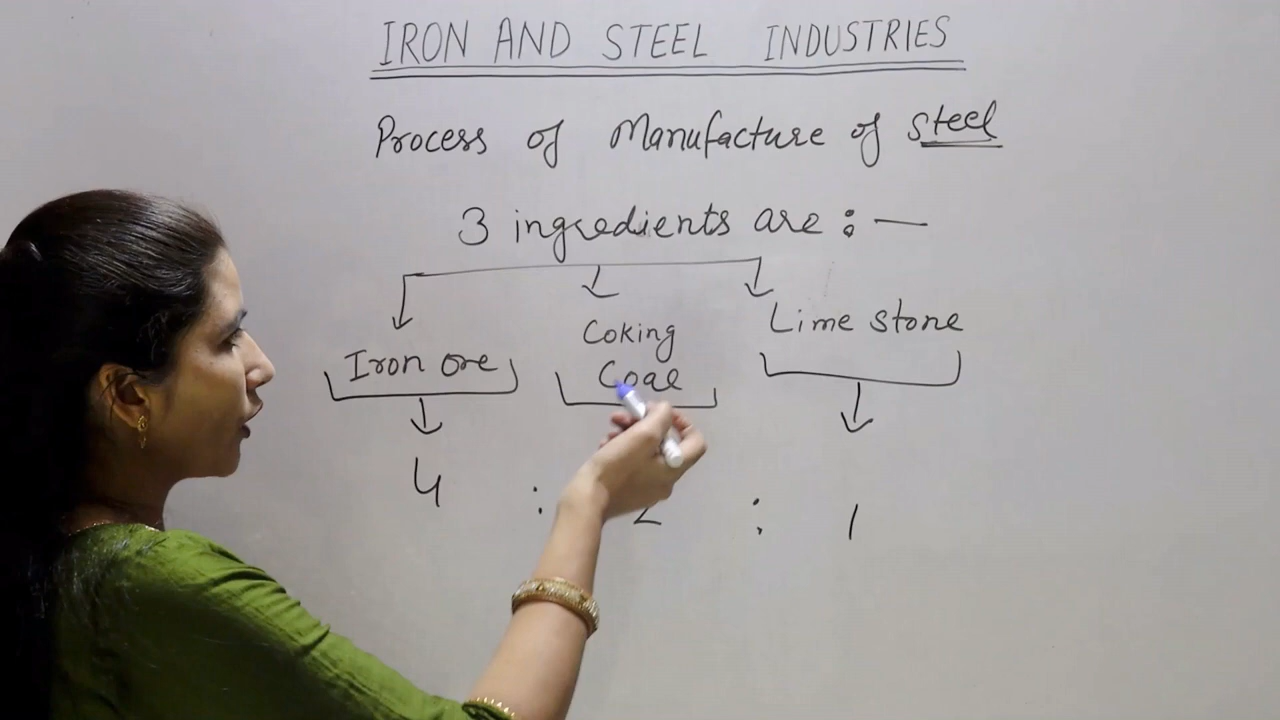 IRON AND STEEL INDUSTRIES
Process of Manufacture of Steel
3 ingredients are : —
Iron ore
Coking
Coal
Lime stone
4 : 2 : 1